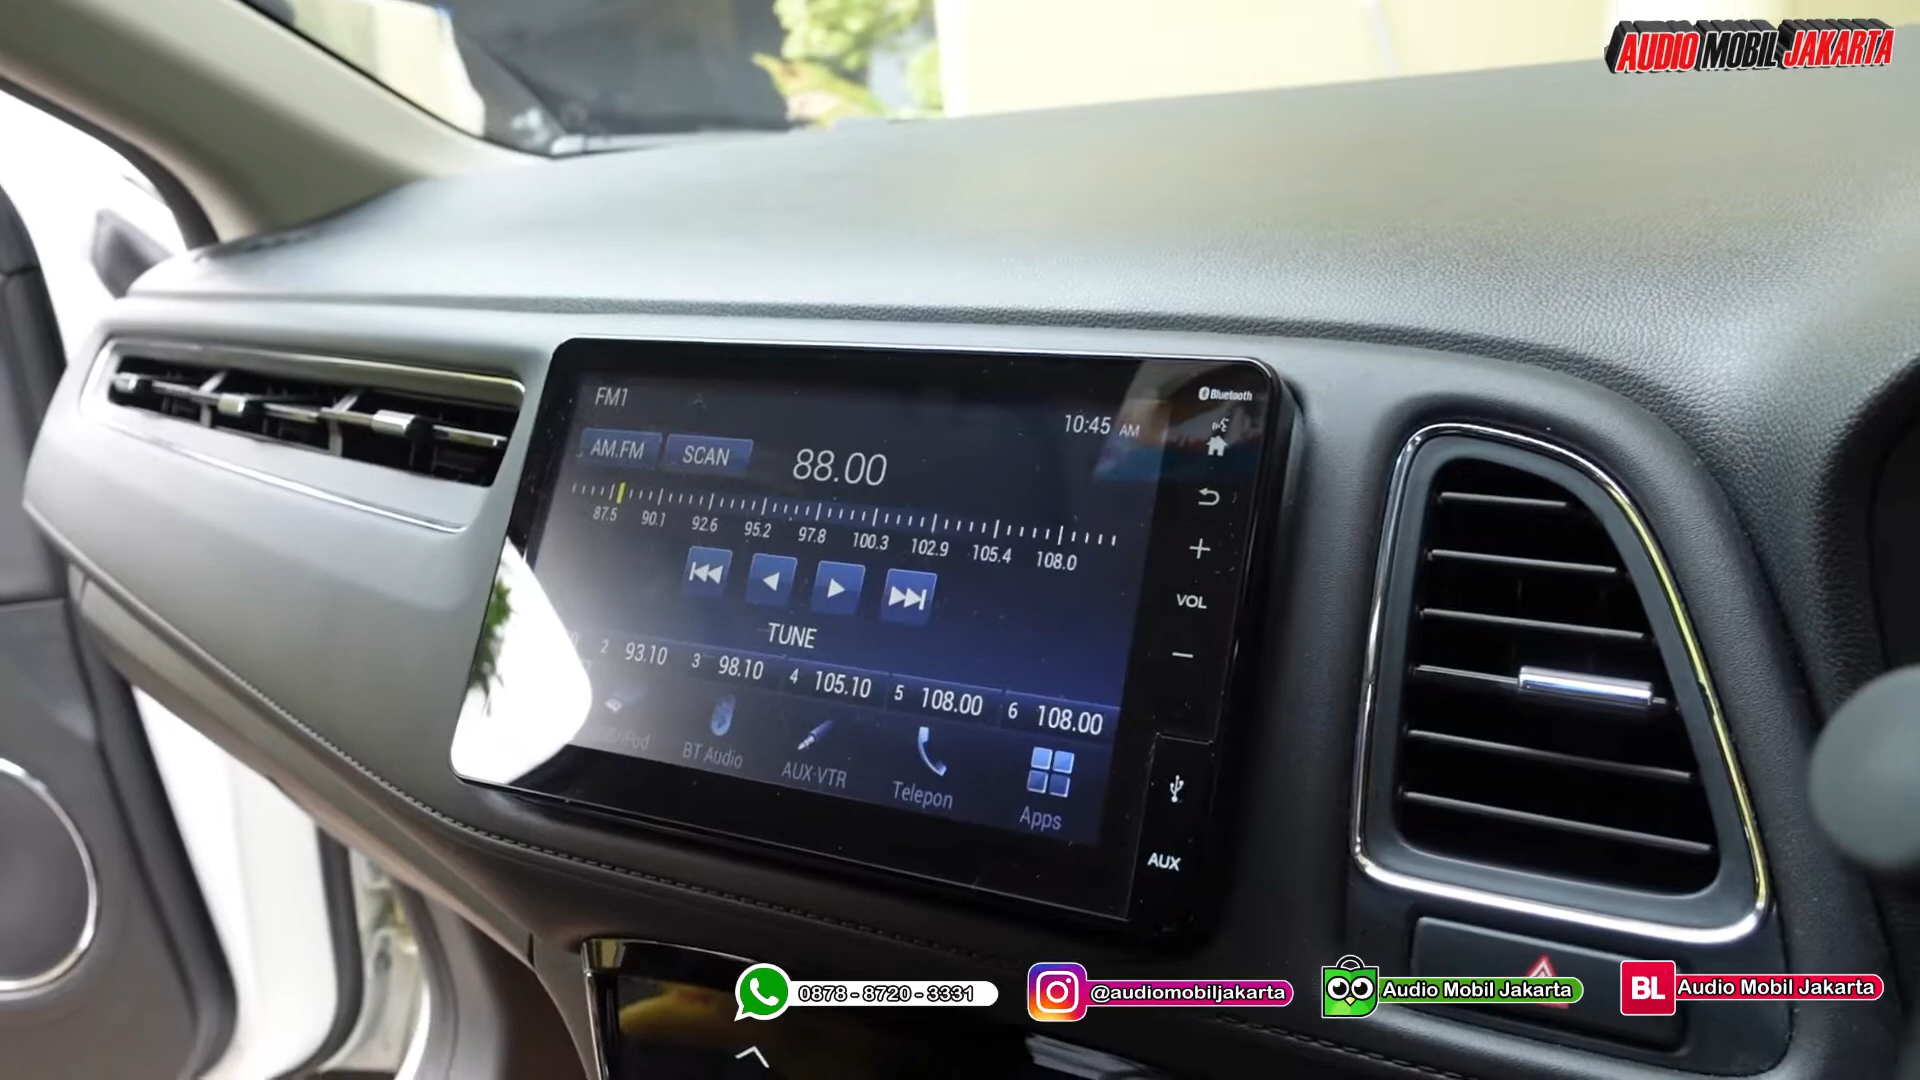 AUDIO MOBIL JAKARTA
FM1
10:45 AM
Bluetooth
AM.FM
SCAN
88.00
87.5 90.1 92.6 95.2 97.8 100.3 102.9 105.4 108.0
VOL
TUNE
2 93.10
3 98.10
4 105.10
5 108.00
6 108.00
BT Audio
AUX·VTR
Telepon
Apps
AUX
0878 - 8720 - 3331
@audiomobiljakarta
Audio Mobil Jakarta
BL Audio Mobil Jakarta